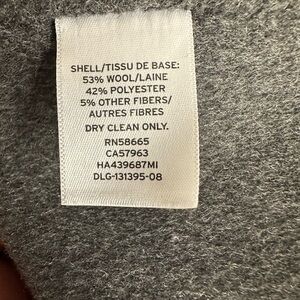 SHELL/TISSU DE BASE:
53% WOOL/LAINE
42% POLYESTER
5% OTHER FIBERS/
AUTRES FIBRES
DRY CLEAN ONLY.
RN58665
CA57963
HA439687MI
DLG-131395-08